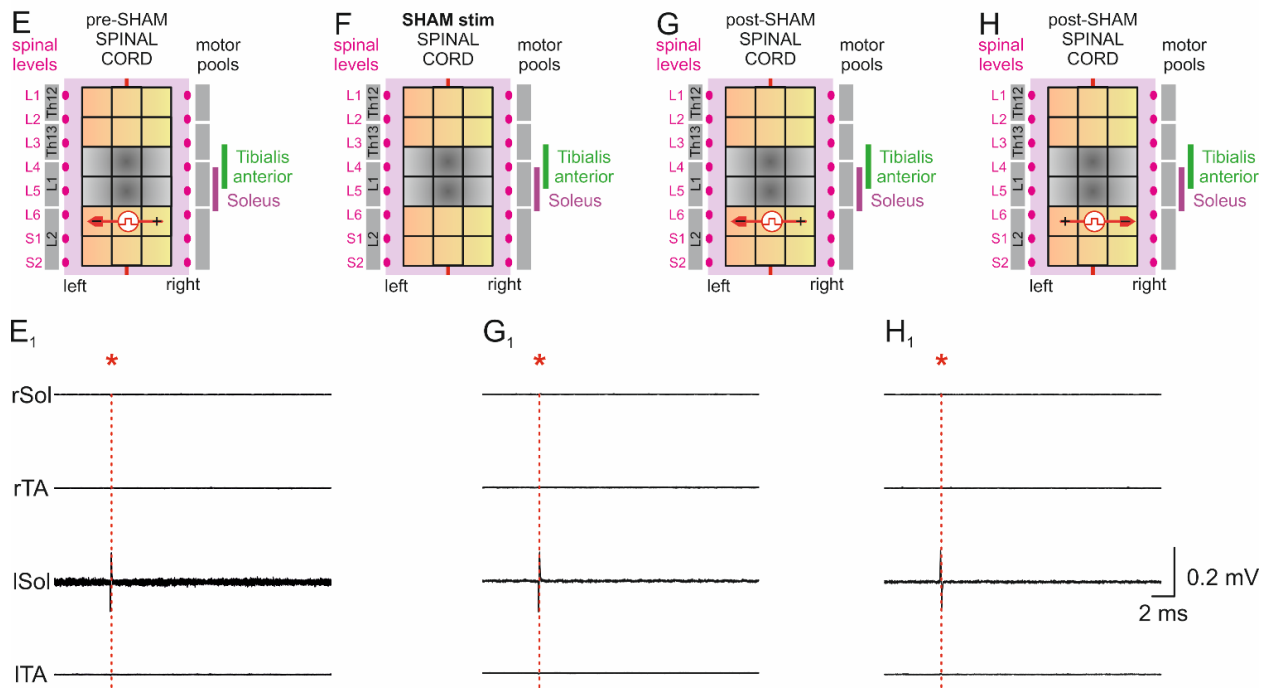 E
pre-SHAM
SPINAL
CORD
spinal
levels
motor
pools
L1
L2
L3
L4
L5
L6
S1
S2
Th12
Th13
L1
L2
Tibialis
anterior
Soleus
− +
left right
F
SHAM stim
SPINAL
CORD
spinal
levels
motor
pools
L1
L2
L3
L4
L5
L6
S1
S2
Th12
Th13
L1
L2
Tibialis
anterior
Soleus
left right
G
post-SHAM
SPINAL
CORD
spinal
levels
motor
pools
L1
L2
L3
L4
L5
L6
S1
S2
Th12
Th13
L1
L2
Tibialis
anterior
Soleus
− +
left right
H
post-SHAM
SPINAL
CORD
spinal
levels
motor
pools
L1
L2
L3
L4
L5
L6
S1
S2
Th12
Th13
L1
L2
Tibialis
anterior
Soleus
+ −
left right
E1
G1
H1
* * *
rSol
rTA
lSol
lTA
0.2 mV
2 ms